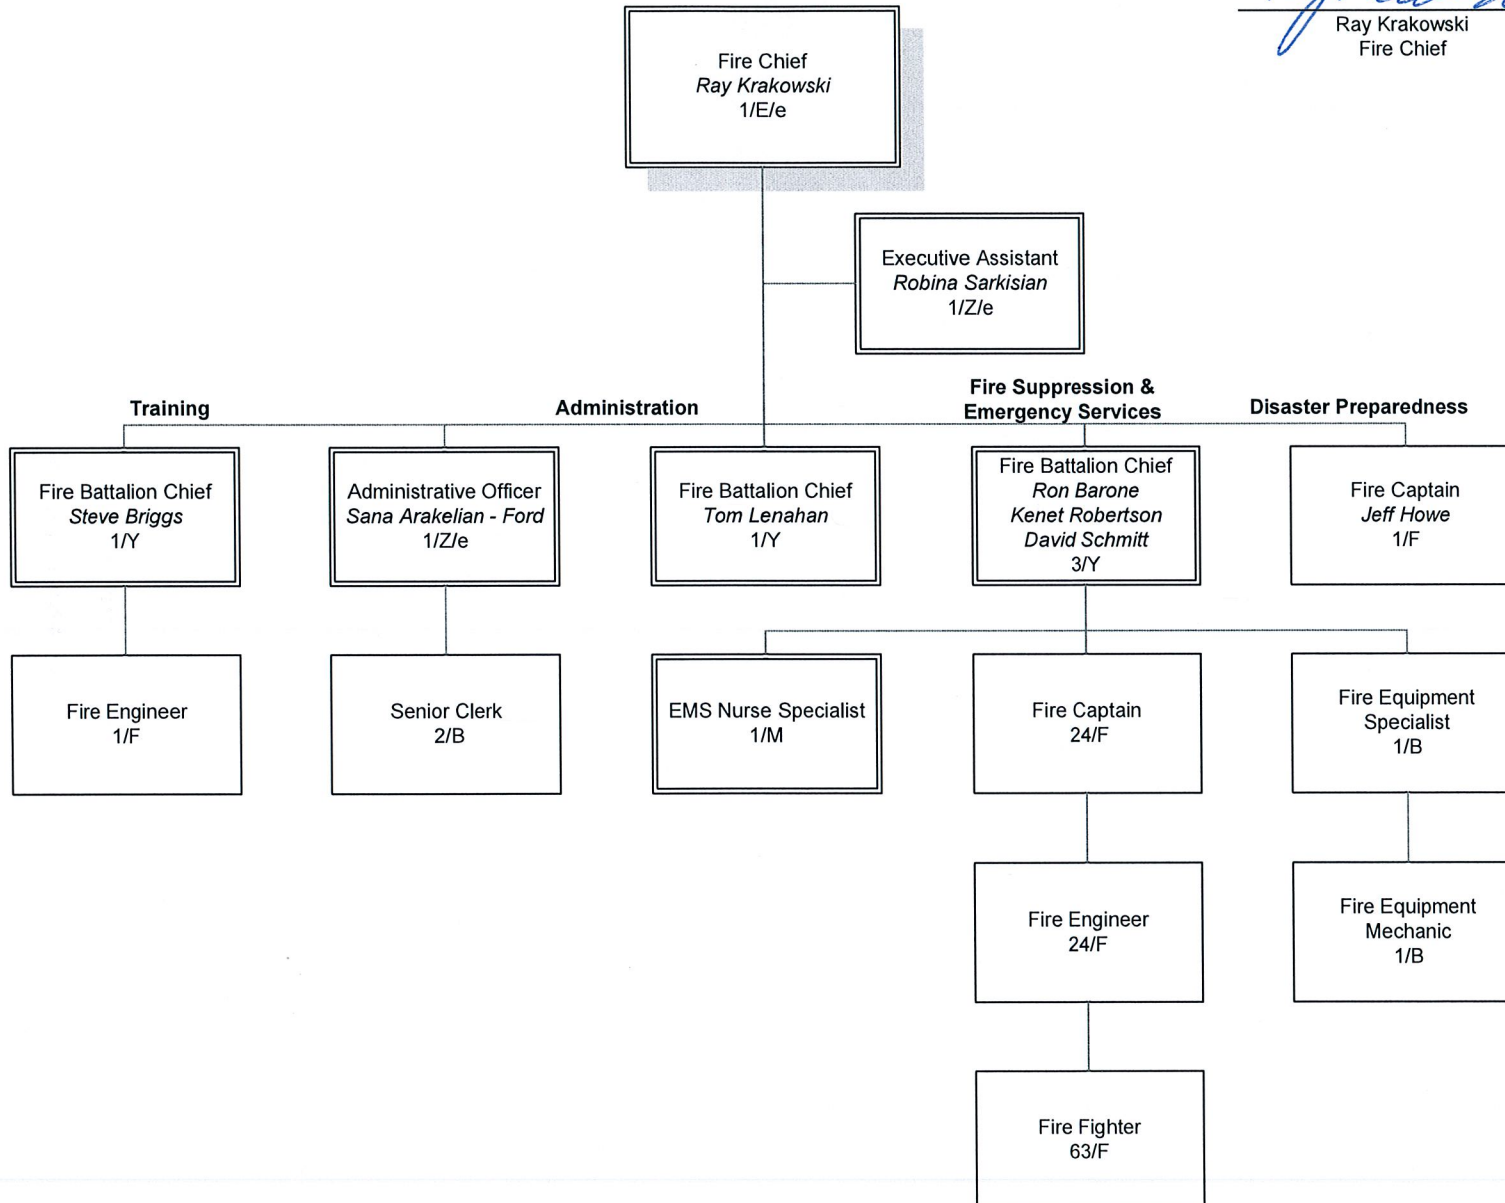 Ray Krakowski
Fire Chief
Fire Chief
Ray Krakowski
1/E/e
Executive Assistant
Robina Sarkisian
1/Z/e
Training
Administration
Fire Suppression &
Emergency Services
Disaster Preparedness
Fire Battalion Chief
Steve Briggs
1/Y
Administrative Officer
Sana Arakelian - Ford
1/Z/e
Fire Battalion Chief
Tom Lenahan
1/Y
Fire Battalion Chief
Ron Barone
Kenet Robertson
David Schmitt
3/Y
Fire Captain
Jeff Howe
1/F
Fire Engineer
1/F
Senior Clerk
2/B
EMS Nurse Specialist
1/M
Fire Captain
24/F
Fire Equipment
Specialist
1/B
Fire Engineer
24/F
Fire Equipment
Mechanic
1/B
Fire Fighter
63/F